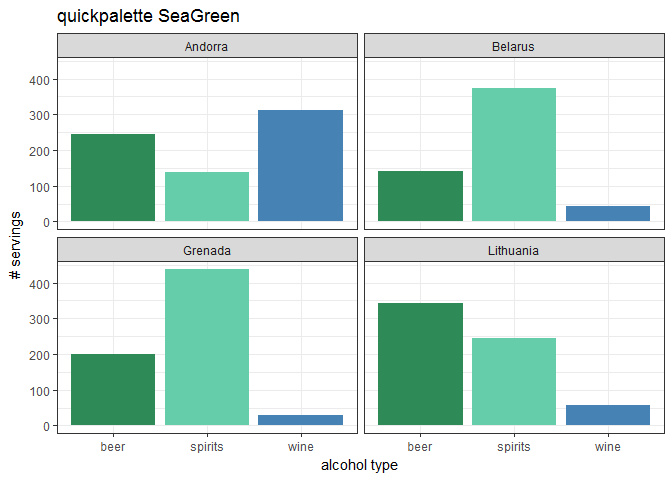 quickpalette SeaGreen
Andorra
Belarus
400
300
200
100
0
Grenada
Lithuania
400
300
200
100
0
# servings
beer
spirits
wine
beer
spirits
wine
alcohol type